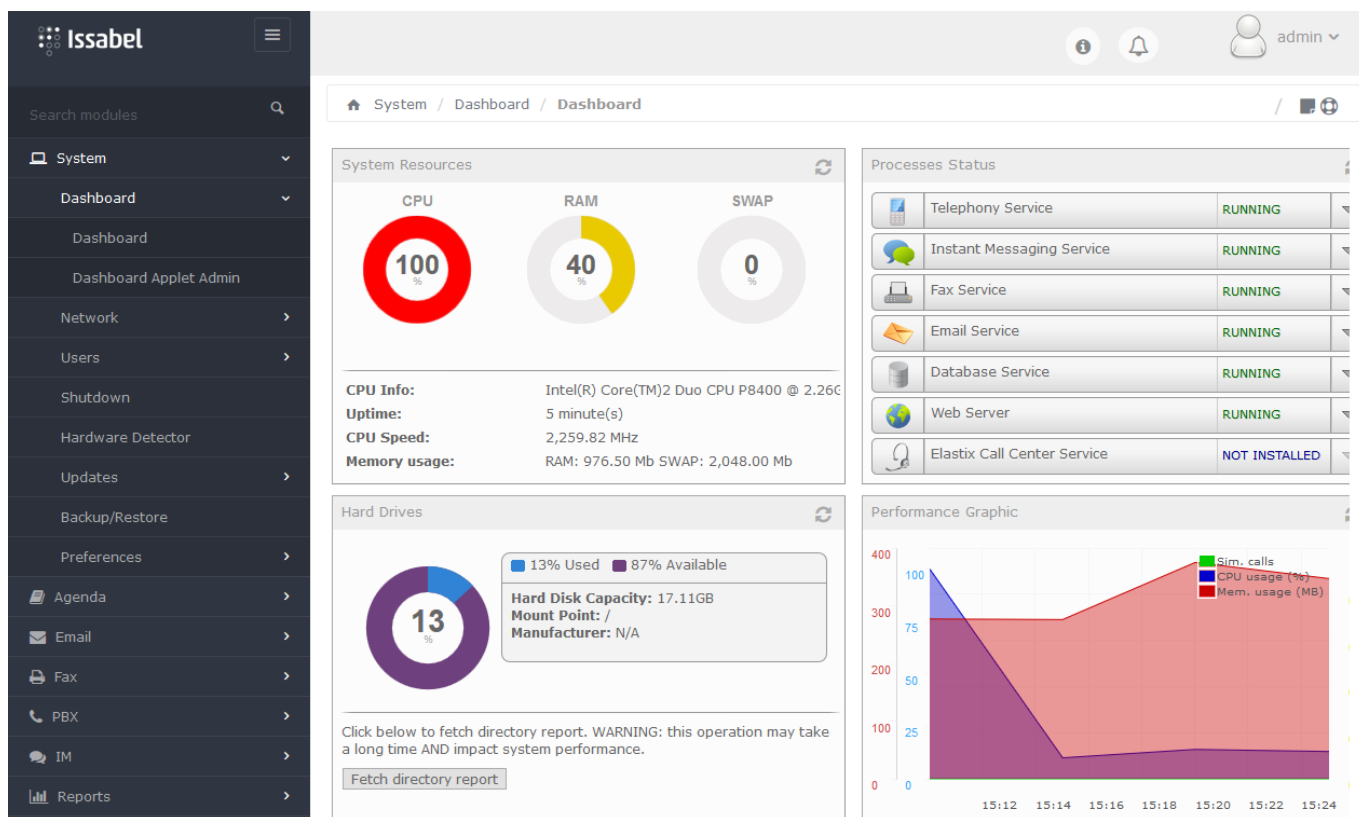 Issabel
admin
Search modules
System / Dashboard / Dashboard /
System
Dashboard
Dashboard
Dashboard Applet Admin
Network
Users
Shutdown
Hardware Detector
Updates
Backup/Restore
Preferences
Agenda
Email
Fax
PBX
IM
Reports
System Resources
CPU RAM SWAP
100 40 0
% % %
CPU Info: Intel(R) Core(TM)2 Duo CPU P8400 @ 2.26G
Uptime: 5 minute(s)
CPU Speed: 2,259.82 MHz
Memory usage: RAM: 976.50 Mb SWAP: 2,048.00 Mb
Processes Status
Telephony Service RUNNING
Instant Messaging Service RUNNING
Fax Service RUNNING
Email Service RUNNING
Database Service RUNNING
Web Server RUNNING
Elastix Call Center Service NOT INSTALLED
Hard Drives
13
%
13% Used 87% Available
Hard Disk Capacity: 17.11GB
Mount Point: /
Manufacturer: N/A
Click below to fetch directory report. WARNING: this operation may take
a long time AND impact system performance.
Fetch directory report
Performance Graphic
Sim. calls
CPU usage (%)
Mem. usage (MB)
400
100
300
75
200
50
100
25
0 0
15:12 15:14 15:16 15:18 15:20 15:22 15:24